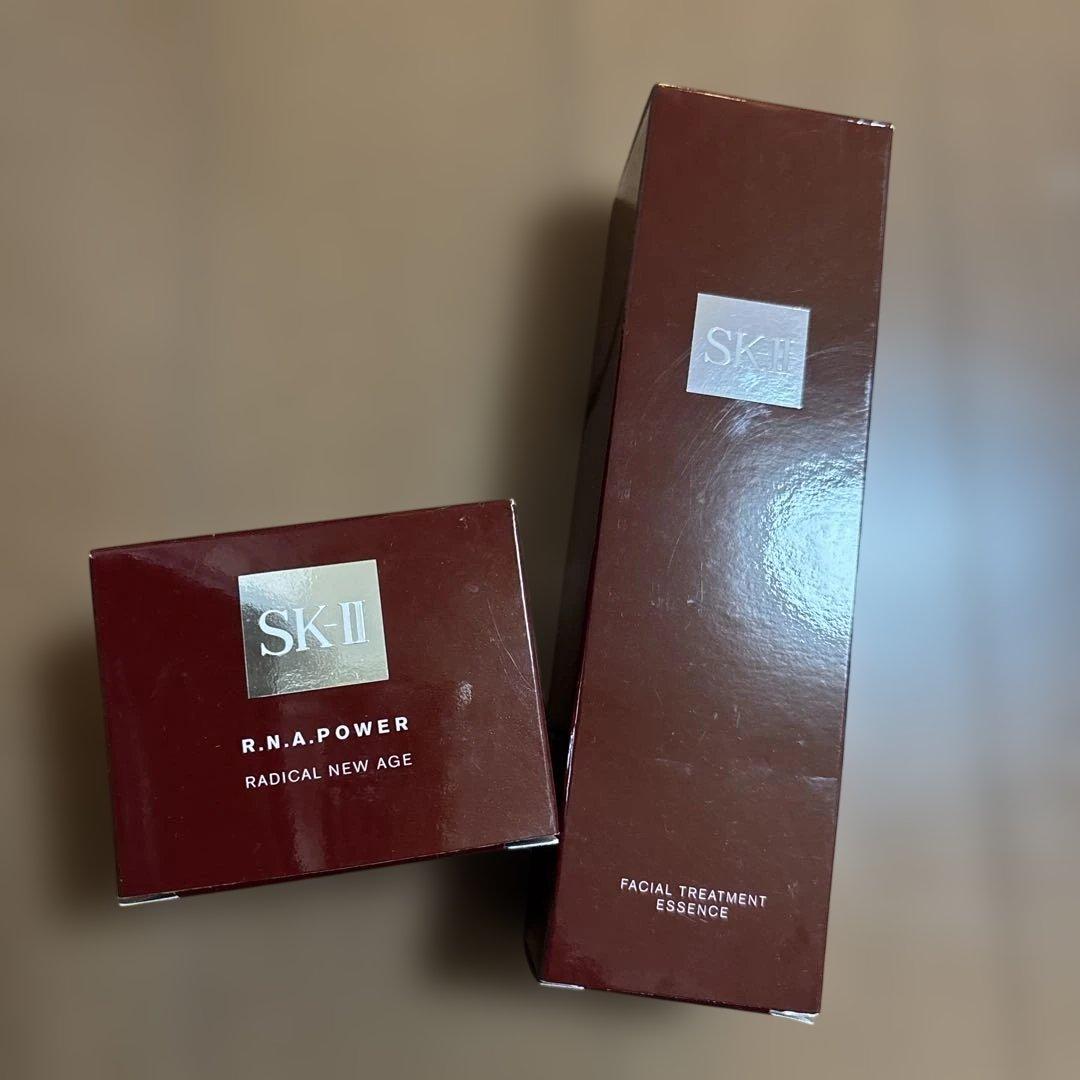 SK-II
R.N.A.POWER
RADICAL NEW AGE
SK-II
FACIAL TREATMENT
ESSENCE